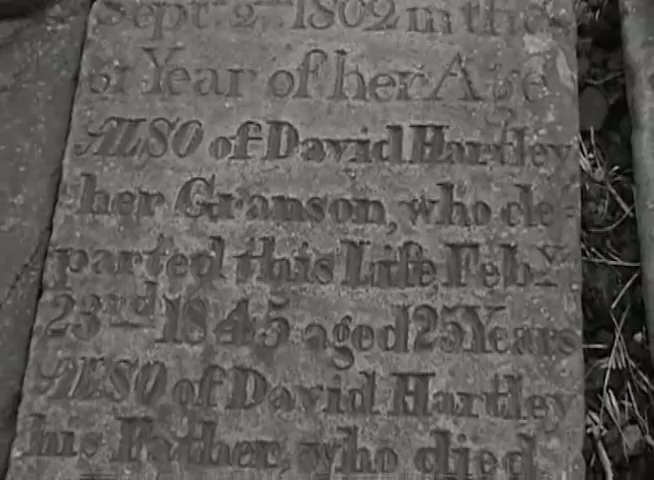 Sept 2nd 1802 in the
61 Year of her Age
ALSO of David Hartley
her Granson, who de=
parted this Life Feby
23rd 1845 aged 25 Years
ALSO of David Hartley
his Father, who died